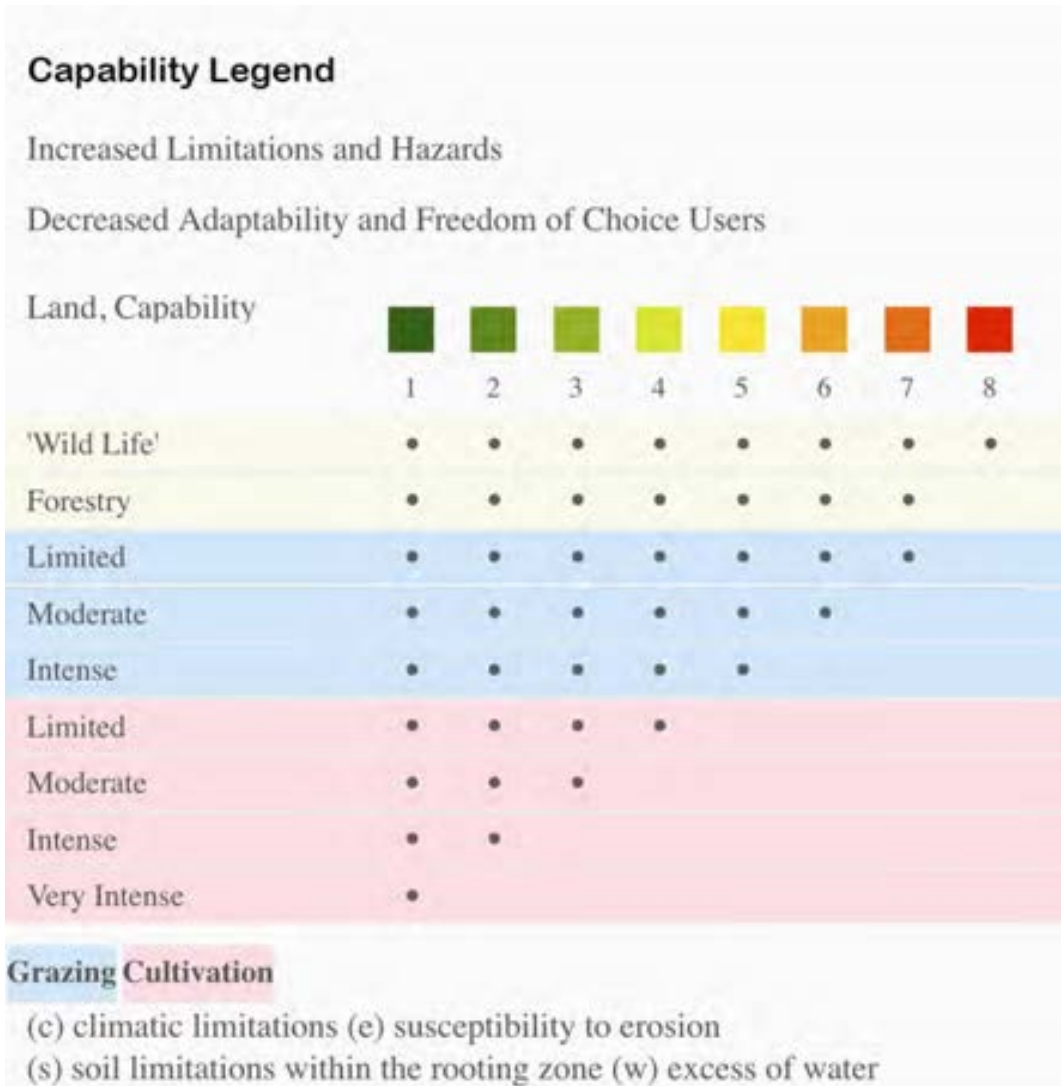 Capability Legend
Increased Limitations and Hazards
Decreased Adaptability and Freedom of Choice Users
Land, Capability
1 2 3 4 5 6 7 8
'Wild Life' • • • • • • • •
Forestry • • • • • • •
Limited • • • • • • •
Moderate • • • • • •
Intense • • • • •
Limited • • • •
Moderate • • •
Intense • •
Very Intense •
Grazing Cultivation
(c) climatic limitations (e) susceptibility to erosion
(s) soil limitations within the rooting zone (w) excess of water